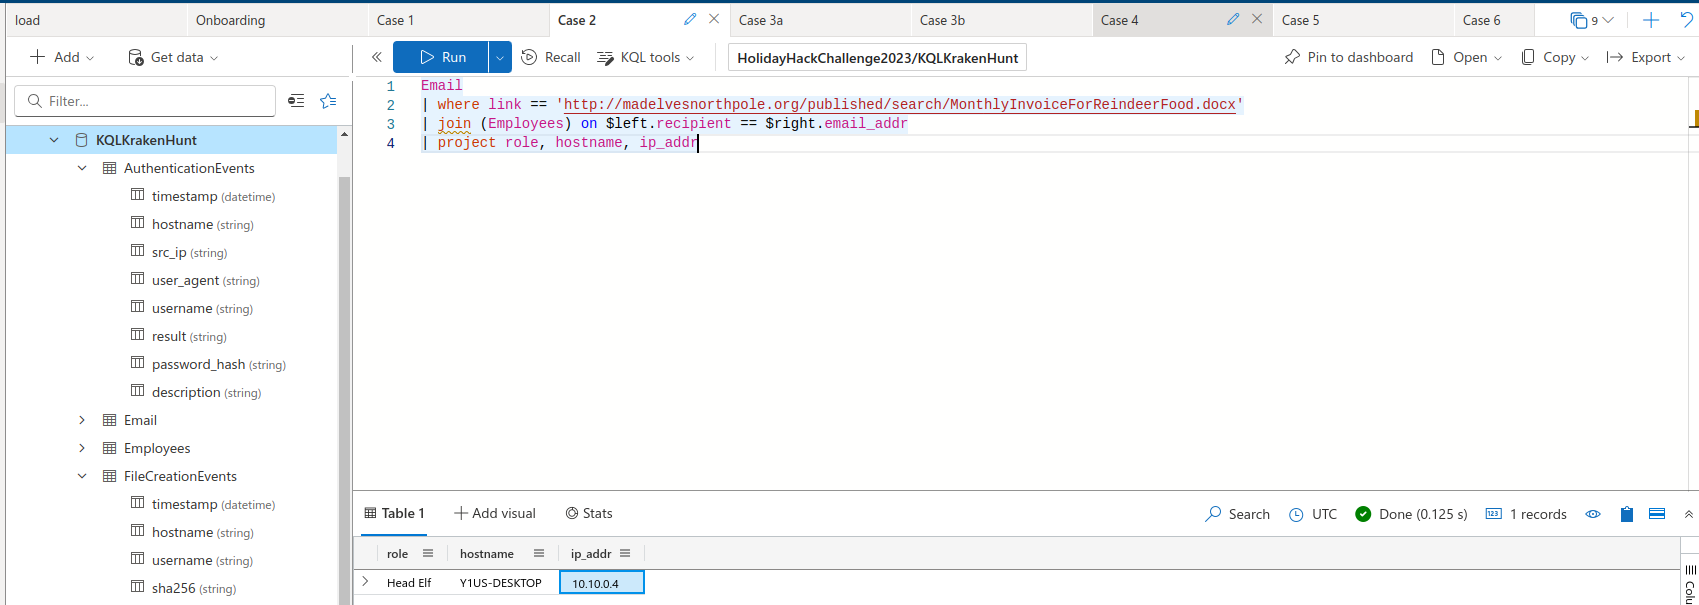 load
Onboarding
Case 1
Case 2
Case 3a
Case 3b
Case 4
Case 5
Case 6
9
Add
Get data
Run
Recall
KQL tools
HolidayHackChallenge2023/KQLKrakenHunt
Pin to dashboard
Open
Copy
Export
Filter...
KQLKrakenHunt
AuthenticationEvents
timestamp (datetime)
hostname (string)
src_ip (string)
user_agent (string)
username (string)
result (string)
password_hash (string)
description (string)
Email
Employees
FileCreationEvents
timestamp (datetime)
hostname (string)
username (string)
sha256 (string)
1 Email
2 | where link == 'http://madelvesnorthpole.org/published/search/MonthlyInvoiceForReindeerFood.docx'
3 | join (Employees) on $left.recipient == $right.email_addr
4 | project role, hostname, ip_addr
Table 1
Add visual
Stats
Search
UTC
Done (0.125 s)
123 1 records
role hostname ip_addr
Head Elf Y1US-DESKTOP 10.10.0.4
Colu